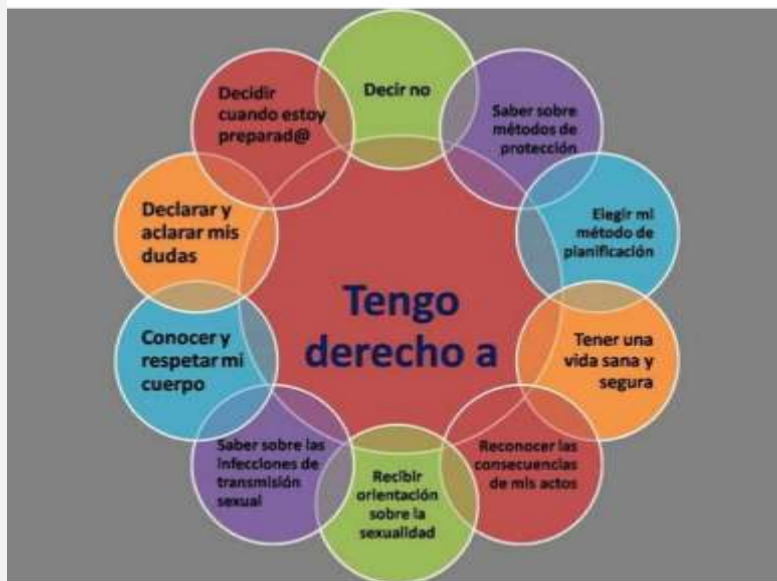 Decir no
Saber sobre
métodos de
protección
Elegir mi
método de
planificación
Tener una
vida sana y
segura
Reconocer las
consecuencias
de mis actos
Recibir
orientación
sobre la
sexualidad
Saber sobre las
infecciones de
transmisión
sexual
Conocer y
respetar mi
cuerpo
Declarar y
aclarar mis
dudas
Decidir
cuando estoy
preparad@
Tengo
derecho a